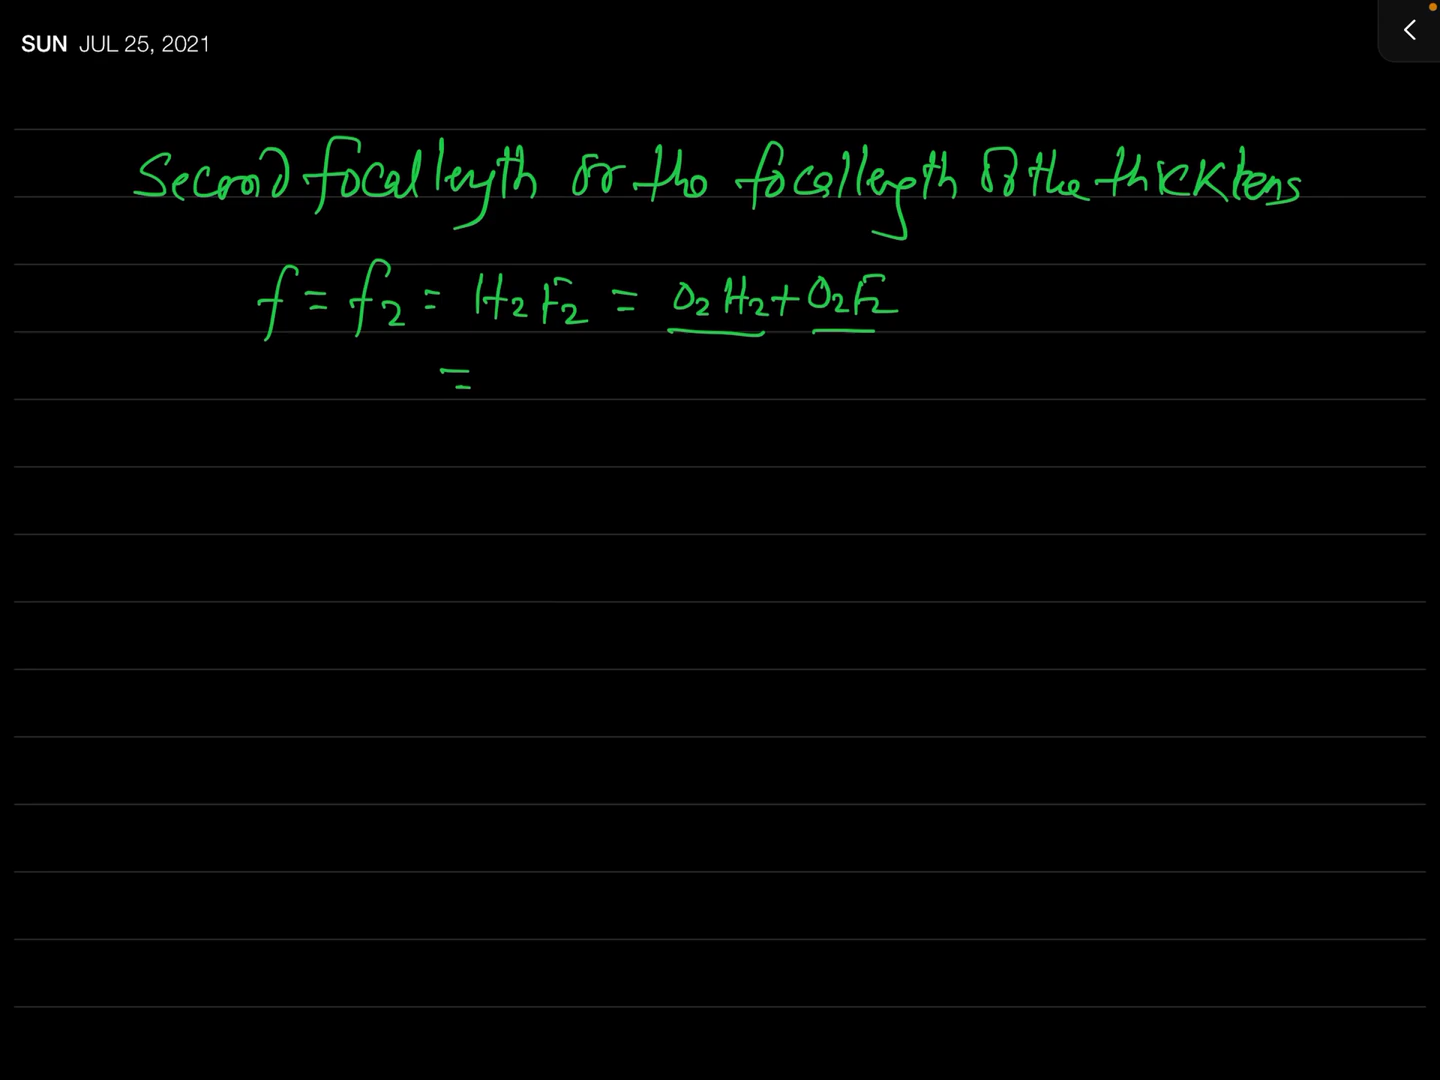 SUN JUL 25, 2021
Second focal length or the focal length of the thick lens
f = f₂ = H₂F₂ = O₂H₂ + O₂F₂
=